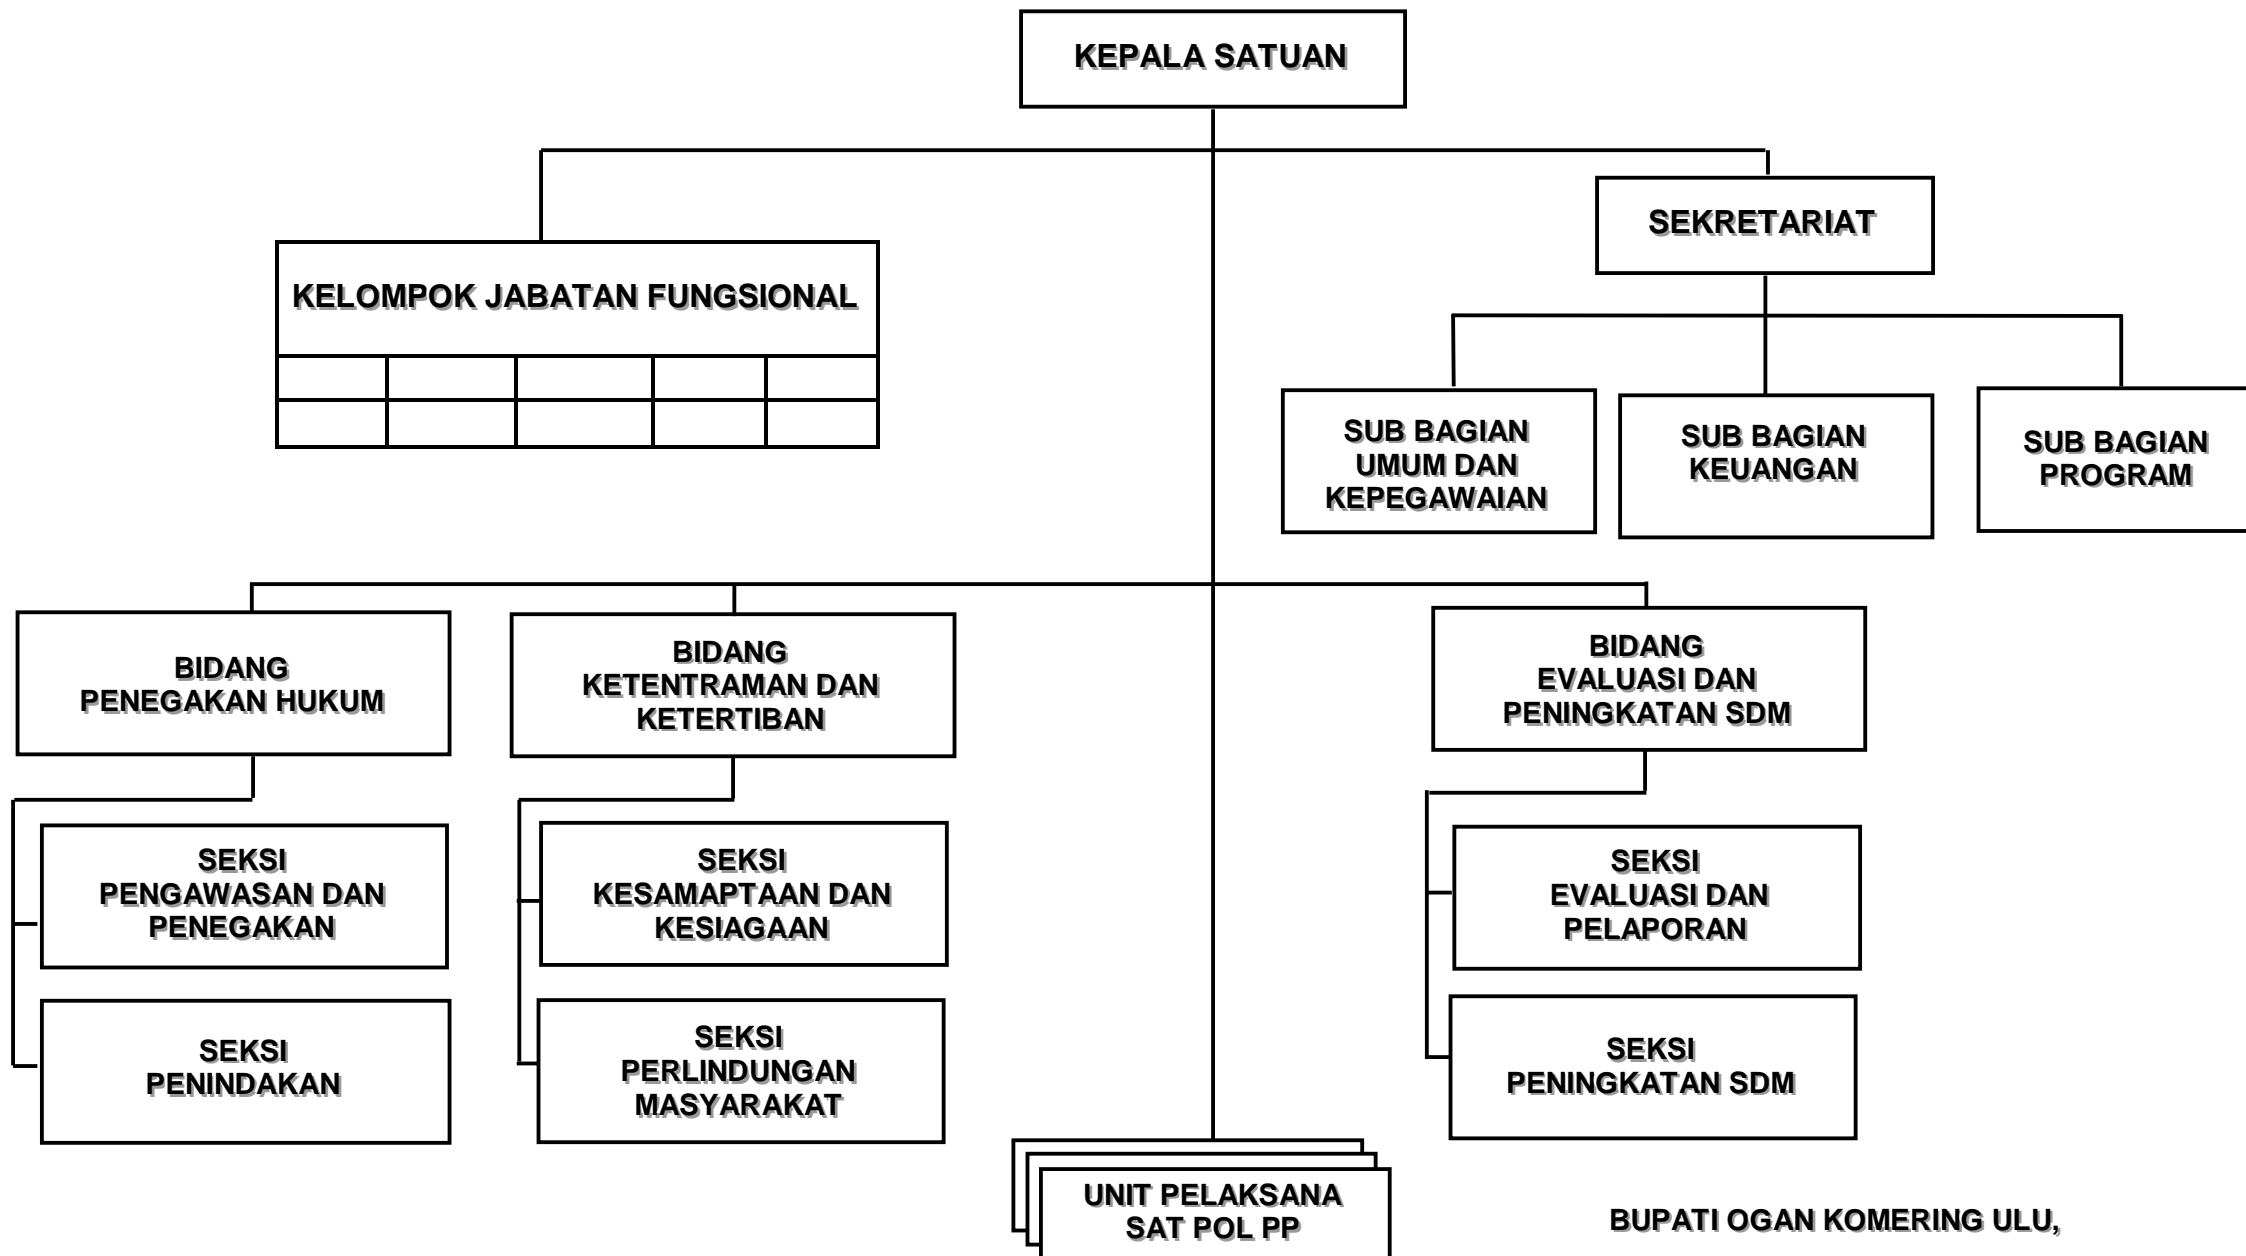 KEPALA SATUAN
SEKRETARIAT
KELOMPOK JABATAN FUNGSIONAL
SUB BAGIAN
UMUM DAN
KEPEGAWAIAN
SUB BAGIAN
KEUANGAN
SUB BAGIAN
PROGRAM
BIDANG
PENEGAKAN HUKUM
BIDANG
KETENTRAMAN DAN
KETERTIBAN
BIDANG
EVALUASI DAN
PENINGKATAN SDM
SEKSI
PENGAWASAN DAN
PENEGAKAN
SEKSI
KESAMAPTAAN DAN
KESIAGAAN
SEKSI
EVALUASI DAN
PELAPORAN
SEKSI
PENINDAKAN
SEKSI
PERLINDUNGAN
MASYARAKAT
SEKSI
PENINGKATAN SDM
UNIT PELAKSANA
SAT POL PP
BUPATI OGAN KOMERING ULU,